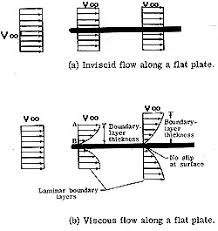 V∞ V∞ V∞
(a) Inviscid flow along a flat plate.
V∞ V∞
Boundary-
layer
thickness
A
B
Boundary-
layer
thickness
No slip
at surface
Laminar boundary
layers
(b) Viscous flow along a flat plate.